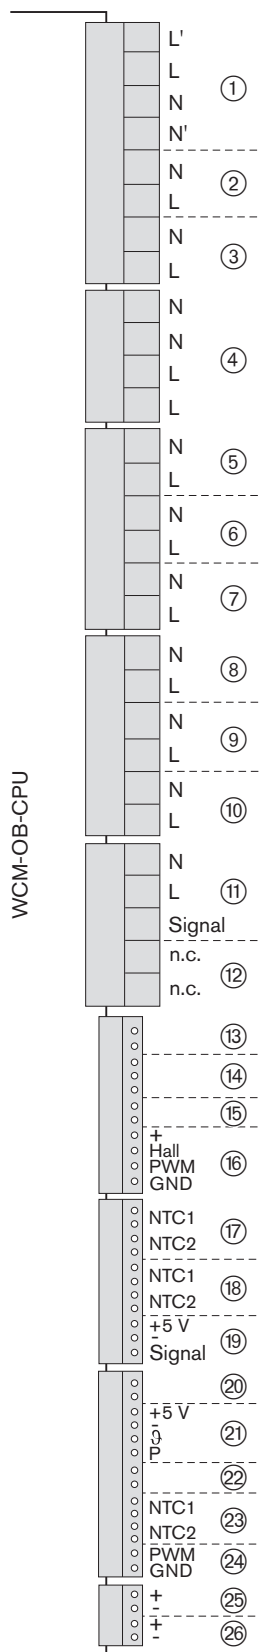 WCM-OB-CPU
L'
L
N
N'
①
N
L
②
N
L
③
N
N
L
L
④
N
L
⑤
N
L
⑥
N
L
⑦
N
L
⑧
N
L
⑨
N
L
⑩
N
L
Signal
⑪
n.c.
n.c.
⑫
⑬
⑭
⑮
+
Hall
PWM
GND
⑯
NTC1
NTC2
⑰
NTC1
NTC2
⑱
+5 V
-
Signal
⑲
⑳
+5 V
-
ϑ
P
㉑
㉒
NTC1
NTC2
㉓
PWM
GND
㉔
+
-
㉕
+
-
㉖